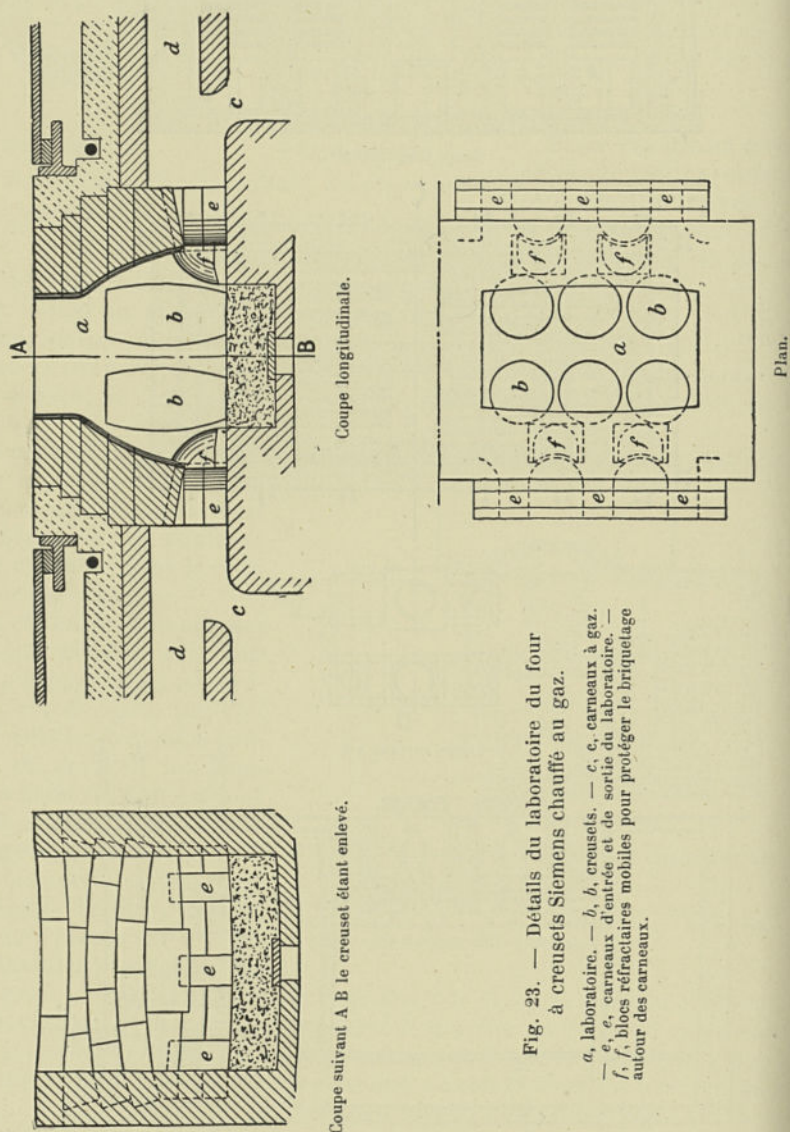 A
a
b
b
f
f
e
e
c
c
d
d
B
Coupe longitudinale.
e
e
e
Coupe suivant A B le creuset étant enlevé.
e
e
e
f
f
b
a
b
f
f
e
e
e
Plan.
Fig. 23. — Détails du laboratoire du four
à creusets Siemens chauffé au gaz.
a, laboratoire. — b, b, creusets. — c, c, carneaux à gaz.
— e, e, carneaux d'entrée et de sortie du laboratoire. —
f, f, blocs réfractaires mobiles pour protéger le briquetage
autour des carneaux.